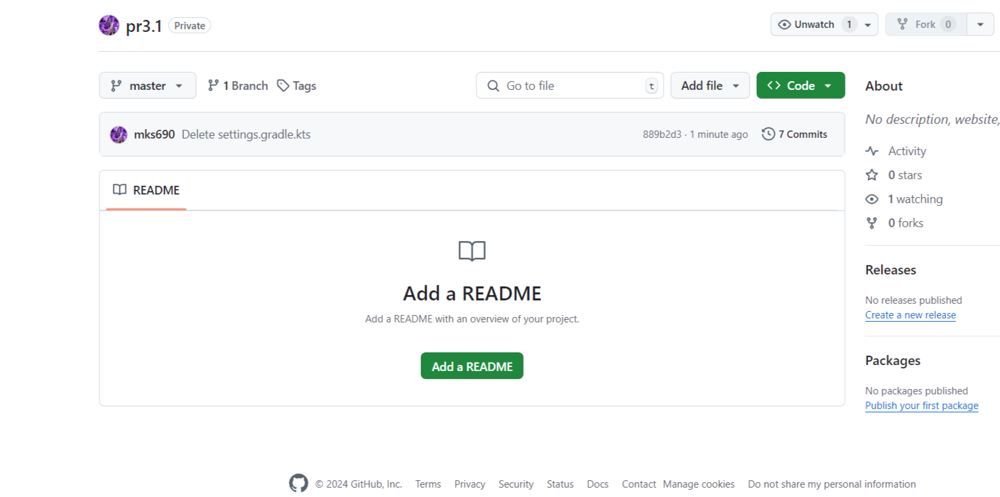 pr3.1 Private Unwatch 1 Fork 0
master 1 Branch Tags Go to file t Add file Code
mks690 Delete settings.gradle.kts 889b2d3 · 1 minute ago 7 Commits
README
Add a README
Add a README with an overview of your project.
Add a README
About
No description, website,
Activity
0 stars
1 watching
0 forks
Releases
No releases published
Create a new release
Packages
No packages published
Publish your first package
© 2024 GitHub, Inc. Terms Privacy Security Status Docs Contact Manage cookies Do not share my personal information